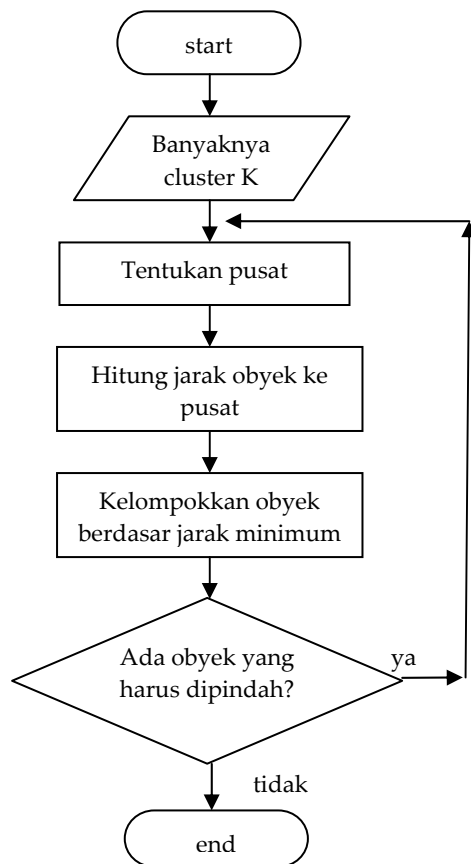 start
Banyaknya
cluster K
Tentukan pusat
Hitung jarak obyek ke
pusat
Kelompokkan obyek
berdasar jarak minimum
Ada obyek yang
harus dipindah?
ya
tidak
end